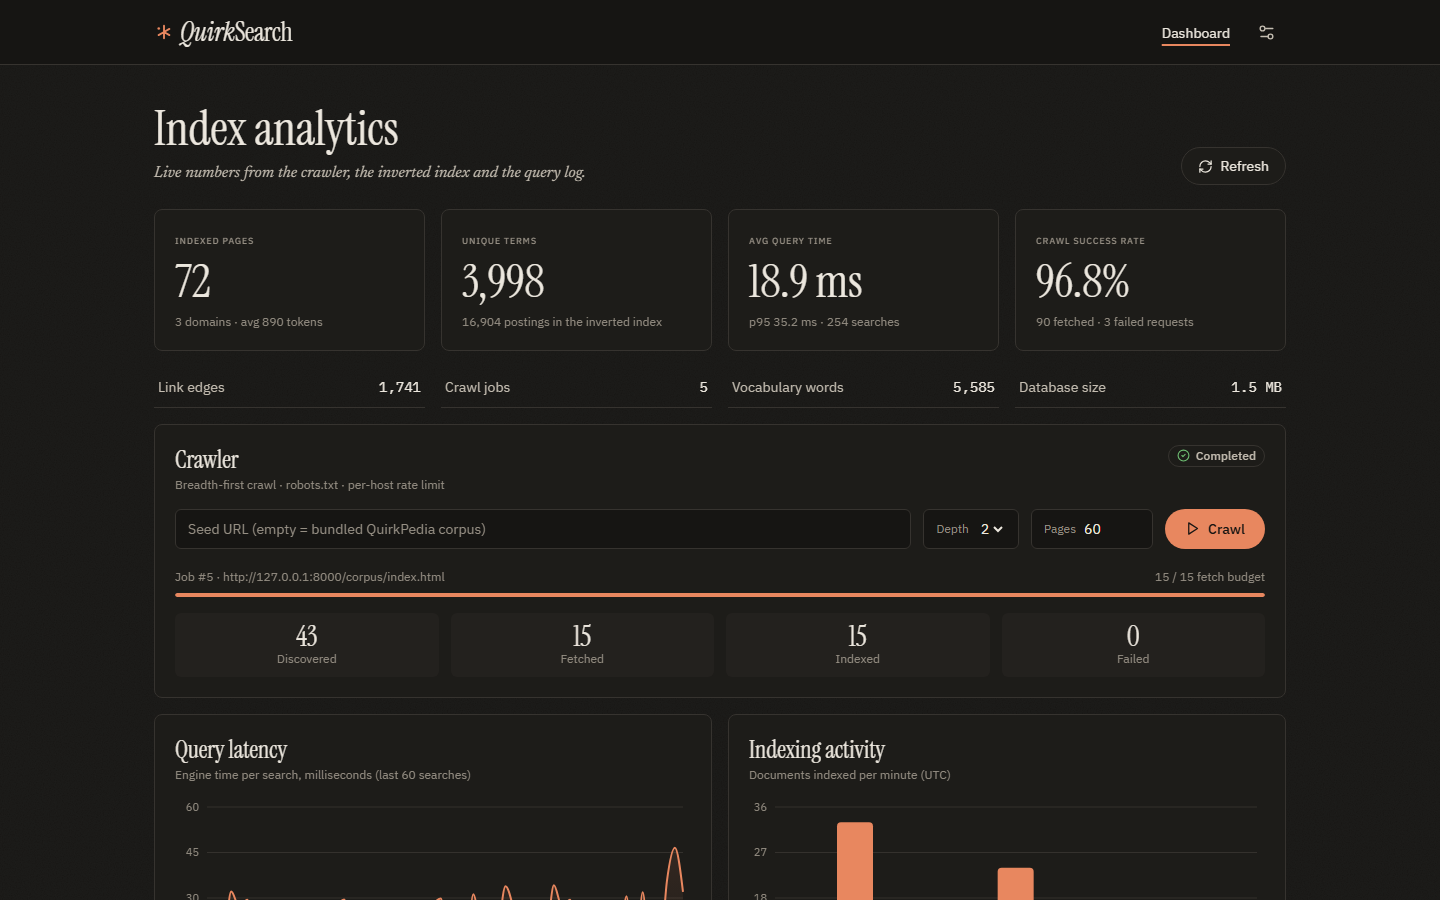 QuirkSearch
Dashboard
Index analytics
Live numbers from the crawler, the inverted index and the query log.
Refresh
INDEXED PAGES
72
3 domains · avg 890 tokens
UNIQUE TERMS
3,998
16,904 postings in the inverted index
AVG QUERY TIME
18.9 ms
p95 35.2 ms · 254 searches
CRAWL SUCCESS RATE
96.8%
90 fetched · 3 failed requests
Link edges 1,741
Crawl jobs 5
Vocabulary words 5,585
Database size 1.5 MB
Crawler
Completed
Breadth-first crawl · robots.txt · per-host rate limit
Seed URL (empty = bundled QuirkPedia corpus)
Depth 2
Pages 60
Crawl
Job #5 · http://127.0.0.1:8000/corpus/index.html
15 / 15 fetch budget
43
Discovered
15
Fetched
15
Indexed
0
Failed
Query latency
Engine time per search, milliseconds (last 60 searches)
60
45
30
Indexing activity
Documents indexed per minute (UTC)
36
27
18